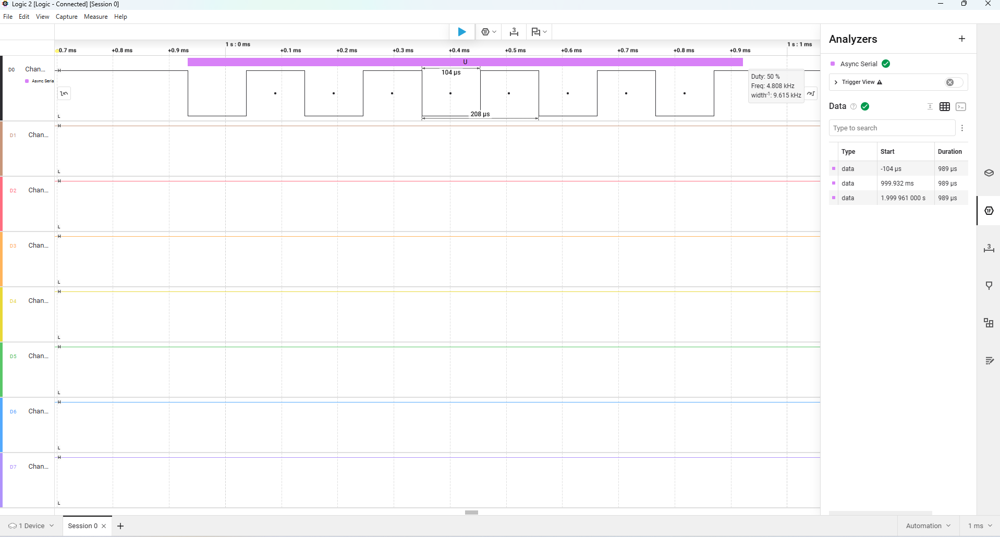 Logic 2 [Logic - Connected] [Session 0]
File Edit View Capture Measure Help
3
1 s : 0 ms 1 s : 1 ms
+0.7 ms +0.8 ms +0.9 ms +0.1 ms +0.2 ms +0.3 ms +0.4 ms +0.5 ms +0.6 ms +0.7 ms +0.8 ms +0.9 ms
U
D0 Chan...
Async Seria
H
L
104 µs
208 µs
Duty: 50 %
Freq: 4.808 kHz
width-1: 9.615 kHz
H
D1 Chan...
L
H
D2 Chan...
L
H
D3 Chan...
L
H
D4 Chan...
L
H
D5 Chan...
L
H
D6 Chan...
L
H
D7 Chan...
L
Analyzers
Async Serial
Trigger View
Data
Type to search
Type Start Duration
data -104 µs 989 µs
data 999.932 ms 989 µs
data 1.999 961 000 s 989 µs
1F
3
1 Device Session 0
Automation 1 ms